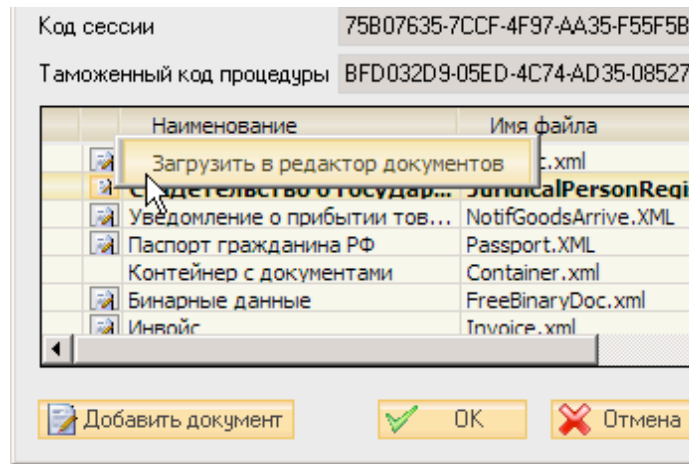 Код сессии 75B07635-7CCF-4F97-AA35-F55F5B
Таможенный код процедуры BFD032D9-05ED-4C74-AD35-08527
Наименование Имя файла
Загрузить в редактор документов .xml
Свидетельство о государ... JuridicalPersonRegi
Уведомление о прибытии тов... NotifGoodsArrive.XML
Паспорт гражданина РФ Passport.XML
Контейнер с документами Container.xml
Бинарные данные FreeBinaryDoc.xml
Инвойс Invoice.xml
Добавить документ OK Отмена